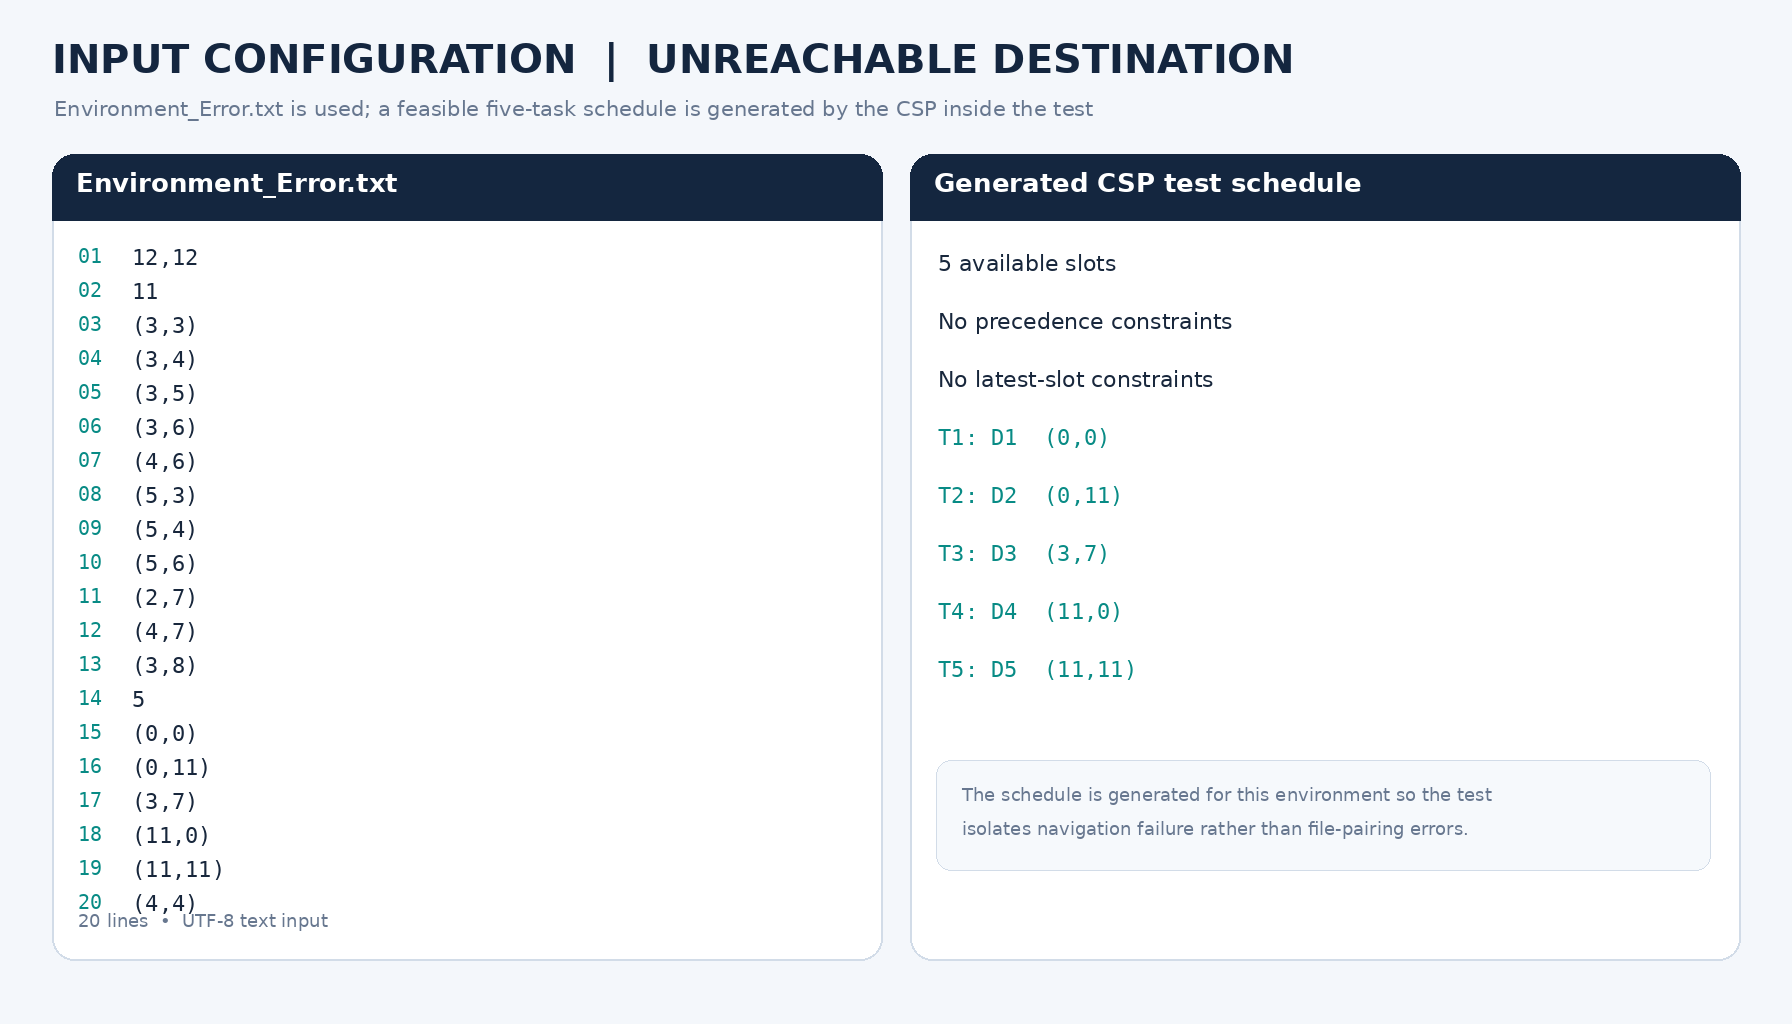 INPUT CONFIGURATION | UNREACHABLE DESTINATION
Environment_Error.txt is used; a feasible five-task schedule is generated by the CSP inside the test
Environment_Error.txt
01 12,12
02 11
03 (3,3)
04 (3,4)
05 (3,5)
06 (3,6)
07 (4,6)
08 (5,3)
09 (5,4)
10 (5,6)
11 (2,7)
12 (4,7)
13 (3,8)
14 5
15 (0,0)
16 (0,11)
17 (3,7)
18 (11,0)
19 (11,11)
20 (4,4)
20 lines • UTF-8 text input
Generated CSP test schedule
5 available slots
No precedence constraints
No latest-slot constraints
T1: D1 (0,0)
T2: D2 (0,11)
T3: D3 (3,7)
T4: D4 (11,0)
T5: D5 (11,11)
The schedule is generated for this environment so the test
isolates navigation failure rather than file-pairing errors.